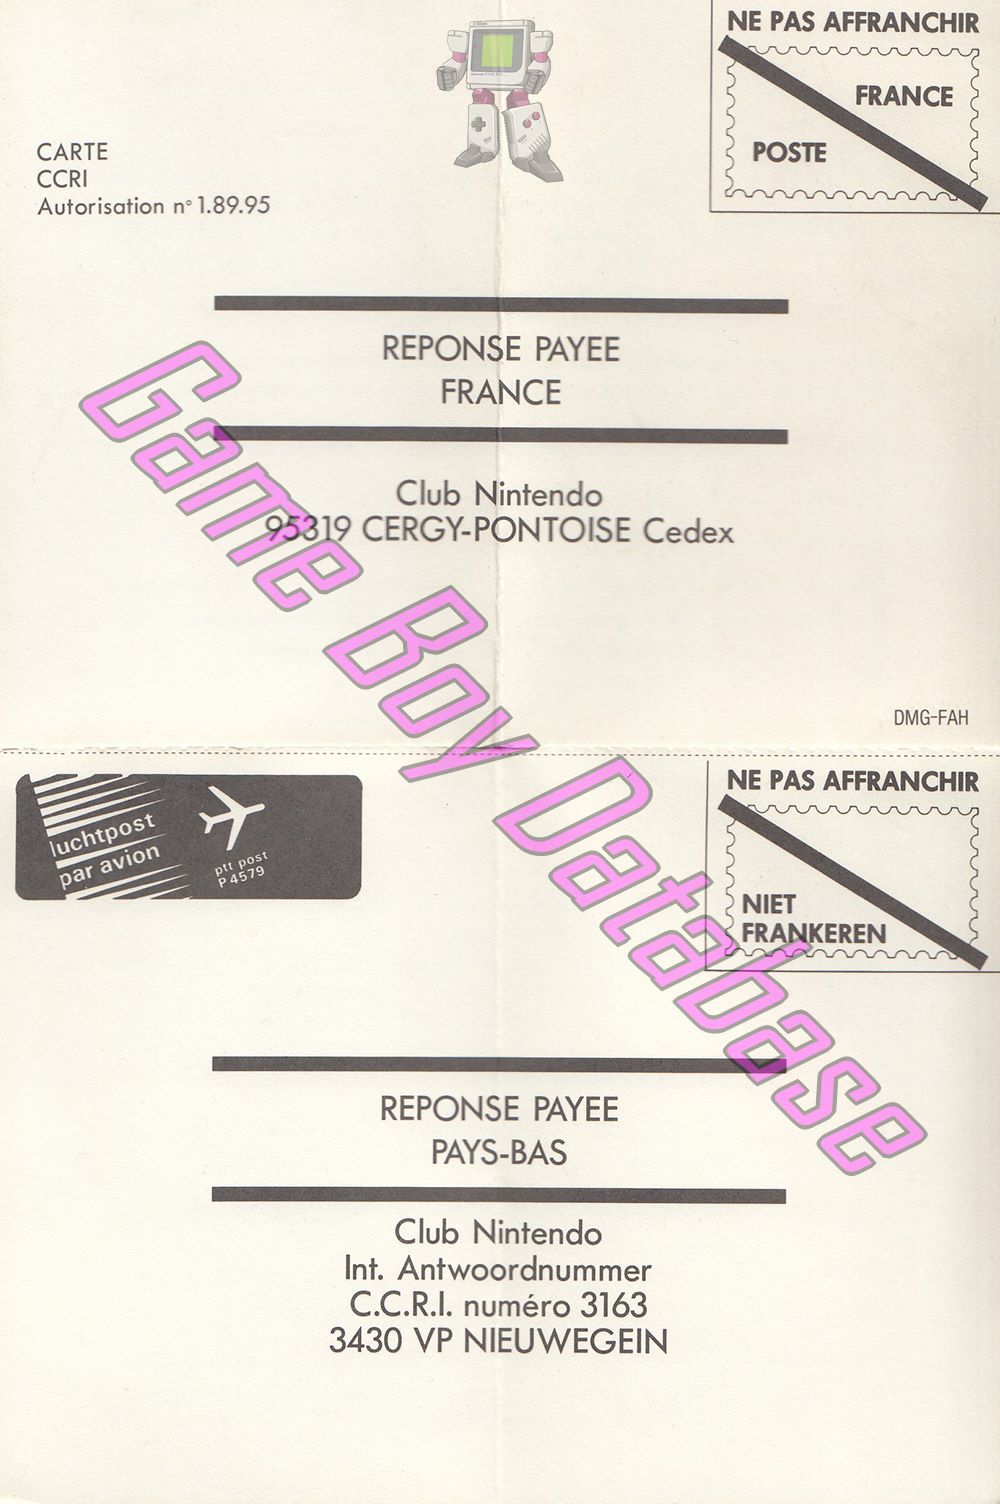 NE PAS AFFRANCHIR
FRANCE
POSTE
CARTE
CCRI
Autorisation n° 1.89.95
REPONSE PAYEE
FRANCE
Club Nintendo
95319 CERGY-PONTOISE Cedex
Game Boy Database
DMG-FAH
luchtpost
par avion
ptt post
P 4579
NE PAS AFFRANCHIR
NIET
FRANKEREN
REPONSE PAYEE
PAYS-BAS
Club Nintendo
Int. Antwoordnummer
C.C.R.I. numéro 3163
3430 VP NIEUWEGEIN